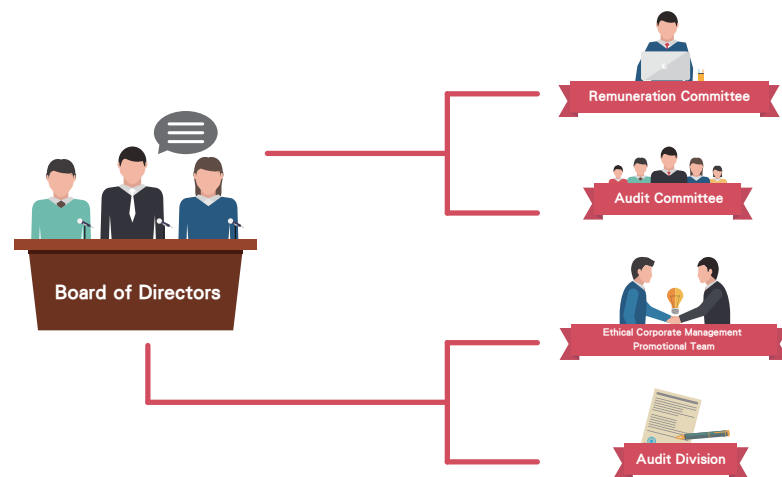 Board of Directors
Remuneration Committee
Audit Committee
Ethical Corporate Management
Promotional Team
Audit Division